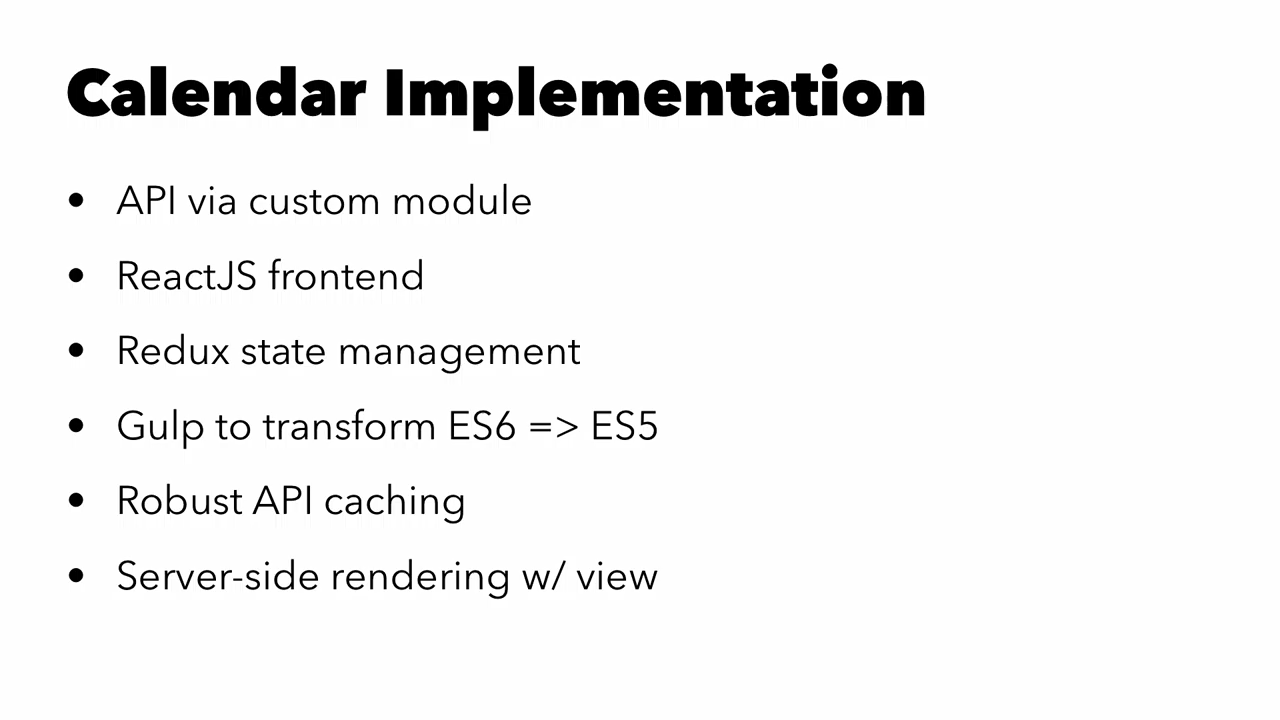 Calendar Implementation
• API via custom module
• ReactJS frontend
• Redux state management
• Gulp to transform ES6 => ES5
• Robust API caching
• Server-side rendering w/ view